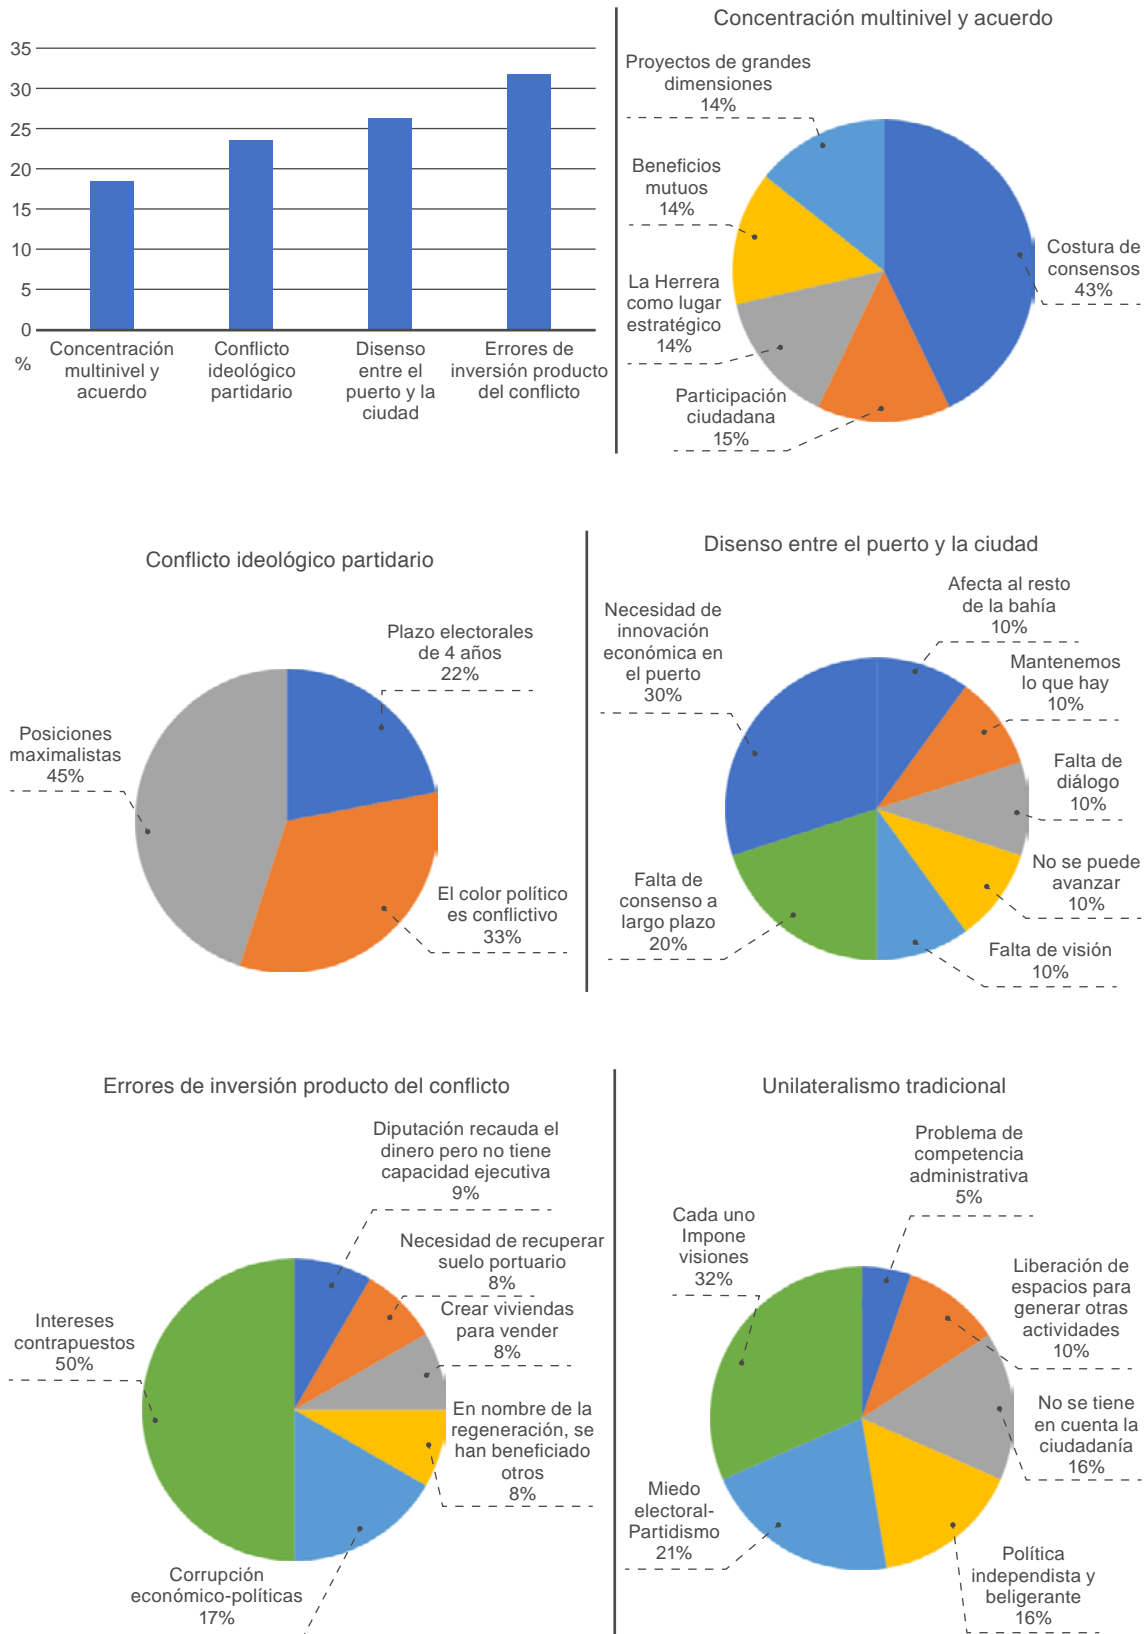 35
30
25
20
15
10
5
0
%
Concentración
multinivel y
acuerdo
Conflicto
ideológico
partidario
Disenso
entre el
puerto y la
ciudad
Errores de
inversión producto
del conflicto
Concentración multinivel y acuerdo
Proyectos de grandes
dimensiones
14%
Beneficios
mutuos
14%
La Herrera
como lugar
estratégico
14%
Participación
ciudadana
15%
Costura de
consensos
43%
Conflicto ideológico partidario
Plazo electorales
de 4 años
22%
Posiciones
maximalistas
45%
El color político
es conflictivo
33%
Disenso entre el puerto y la ciudad
Necesidad de
innovación
económica en
el puerto
30%
Afecta al resto
de la bahía
10%
Mantenemos
lo que hay
10%
Falta de
diálogo
10%
No se puede
avanzar
10%
Falta de visión
10%
Falta de
consenso a
largo plazo
20%
Errores de inversión producto del conflicto
Diputación recauda el
dinero pero no tiene
capacidad ejecutiva
9%
Necesidad de recuperar
suelo portuario
8%
Crear viviendas
para vender
8%
En nombre de la
regeneración, se
han beneficiado
otros
8%
Intereses
contrapuestos
50%
Corrupción
económico-políticas
17%
Unilateralismo tradicional
Problema de
competencia
administrativa
5%
Cada uno
Impone
visiones
32%
Liberación de
espacios para
generar otras
actividades
10%
No se tiene
en cuenta la
ciudadanía
16%
Miedo
electoral-
Partidismo
21%
Política
independista y
beligerante
16%